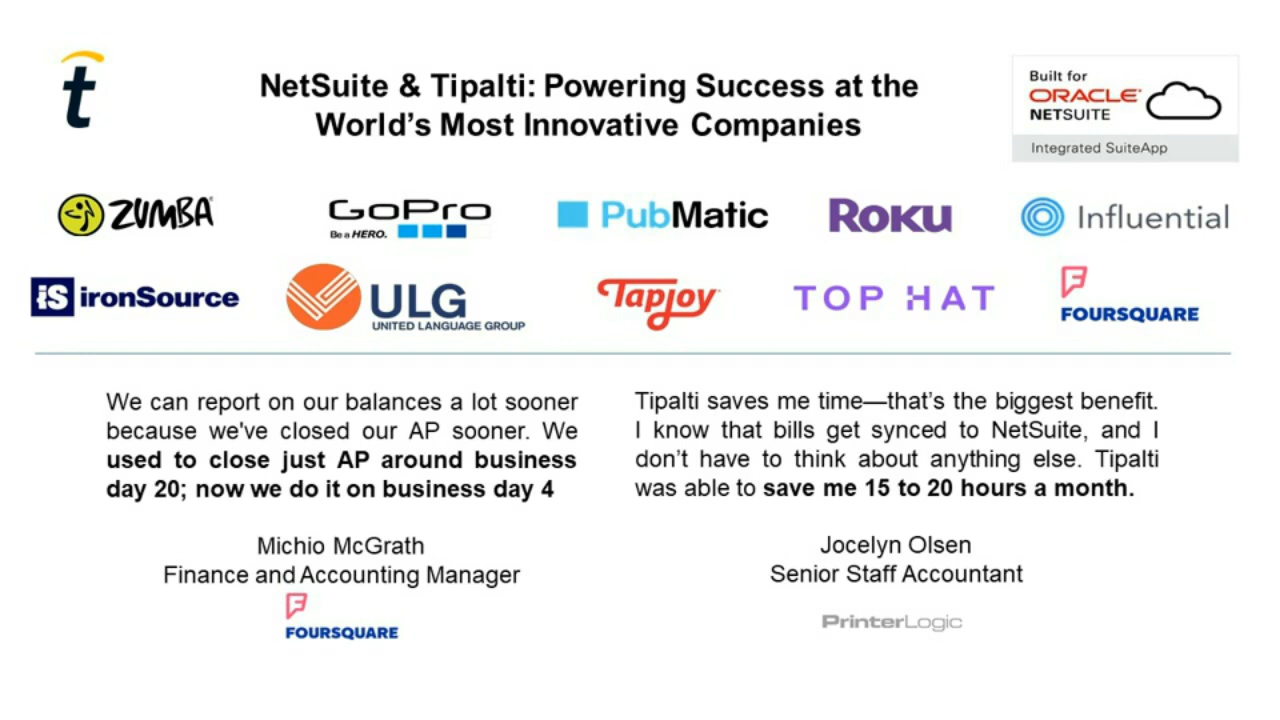 t
NetSuite & Tipalti: Powering Success at the
World's Most Innovative Companies
Built for
ORACLE®
NETSUITE
Integrated SuiteApp
ZUMBA
GoPro
Be a HERO.
PubMatic
ROKU
Influential
iS ironSource
ULG
UNITED LANGUAGE GROUP
Tapjoy
TOP HAT
F
FOURSQUARE
We can report on our balances a lot sooner
because we've closed our AP sooner. We
used to close just AP around business
day 20; now we do it on business day 4
Michio McGrath
Finance and Accounting Manager
F
FOURSQUARE
Tipalti saves me time—that's the biggest benefit.
I know that bills get synced to NetSuite, and I
don't have to think about anything else. Tipalti
was able to save me 15 to 20 hours a month.
Jocelyn Olsen
Senior Staff Accountant
PrinterLogic